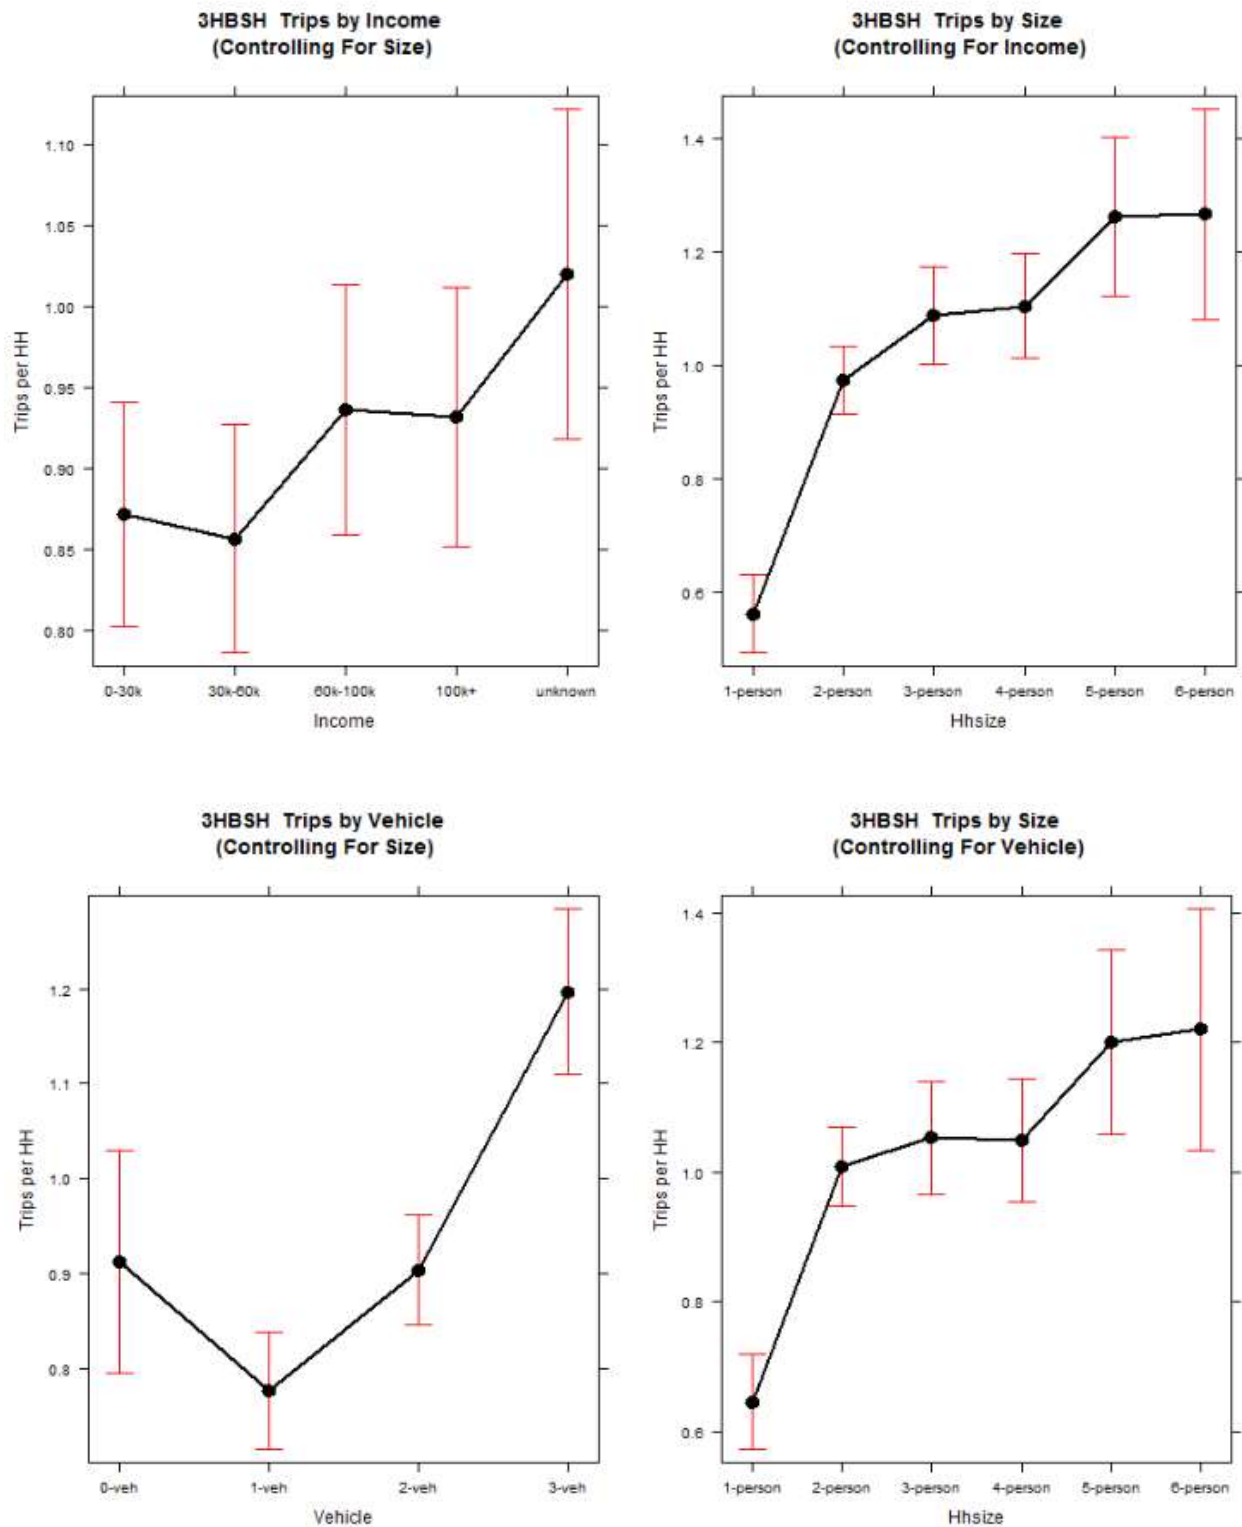 3HBSH Trips by Income
(Controlling For Size)
1.10
1.05
1.00
0.95
0.90
0.85
0.80
Trips per HH
0-30k
30k-60k
60k-100k
100k+
unknown
Income
3HBSH Trips by Size
(Controlling For Income)
1.4
1.2
1.0
0.8
0.6
Trips per HH
1-person
2-person
3-person
4-person
5-person
6-person
Hhsize
3HBSH Trips by Vehicle
(Controlling For Size)
1.2
1.1
1.0
0.9
0.8
Trips per HH
0-veh
1-veh
2-veh
3-veh
Vehicle
3HBSH Trips by Size
(Controlling For Vehicle)
1.4
1.2
1.0
0.8
0.6
Trips per HH
1-person
2-person
3-person
4-person
5-person
6-person
Hhsize